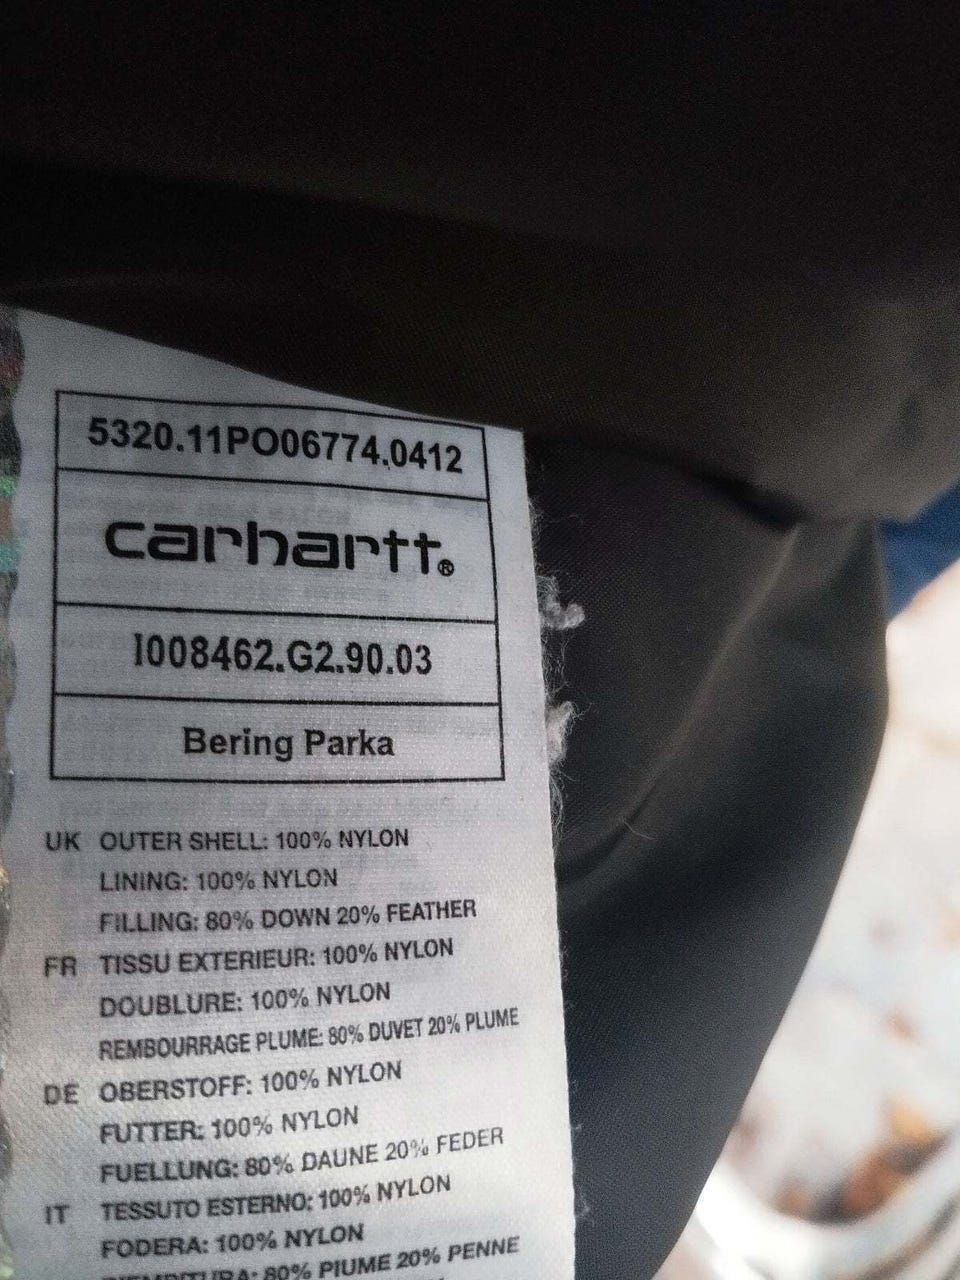 5320.11PO06774.0412
carhartt®
I008462.G2.90.03
Bering Parka
UK OUTER SHELL: 100% NYLON
LINING: 100% NYLON
FILLING: 80% DOWN 20% FEATHER
FR TISSU EXTERIEUR: 100% NYLON
DOUBLURE: 100% NYLON
REMBOURRAGE PLUME: 80% DUVET 20% PLUME
DE OBERSTOFF: 100% NYLON
FUTTER: 100% NYLON
FUELLUNG: 80% DAUNE 20% FEDER
IT TESSUTO ESTERNO: 100% NYLON
FODERA: 100% NYLON
80% PIUME 20% PENNE